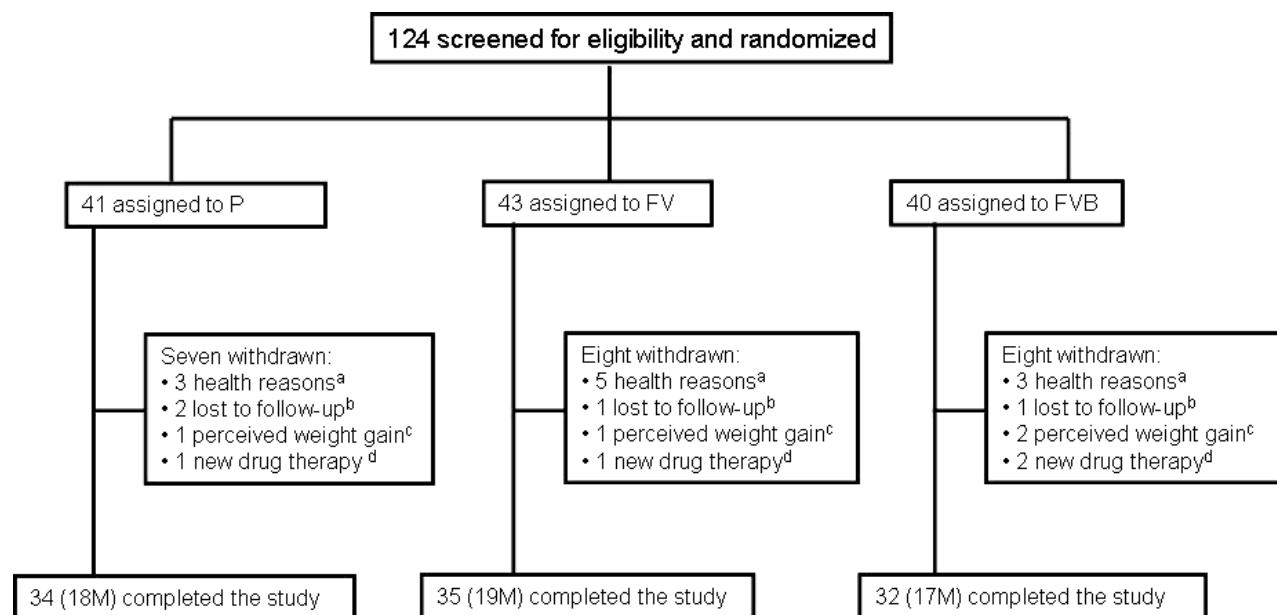 124 screened for eligibility and randomized
41 assigned to P
43 assigned to FV
40 assigned to FVB
Seven withdrawn:
• 3 health reasonsᵃ
• 2 lost to follow-upᵇ
• 1 perceived weight gainᶜ
• 1 new drug therapy ᵈ
Eight withdrawn:
• 5 health reasonsᵃ
• 1 lost to follow-upᵇ
• 1 perceived weight gainᶜ
• 1 new drug therapyᵈ
Eight withdrawn:
• 3 health reasonsᵃ
• 1 lost to follow-upᵇ
• 2 perceived weight gainᶜ
• 2 new drug therapyᵈ
34 (18M) completed the study
35 (19M) completed the study
32 (17M) completed the study